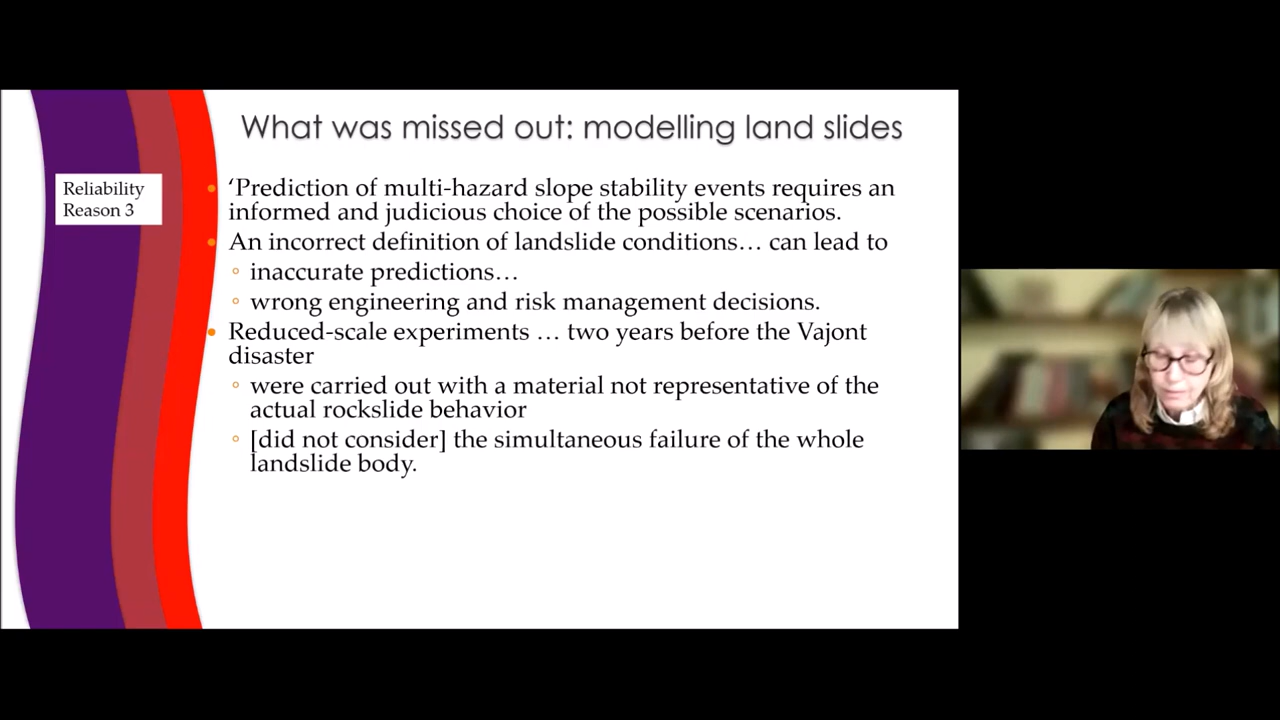 What was missed out: modelling land slides
Reliability
Reason 3
‘Prediction of multi-hazard slope stability events requires an
informed and judicious choice of the possible scenarios.
An incorrect definition of landslide conditions… can lead to
inaccurate predictions…
wrong engineering and risk management decisions.
Reduced-scale experiments … two years before the Vajont
disaster
were carried out with a material not representative of the
actual rockslide behavior
[did not consider] the simultaneous failure of the whole
landslide body.